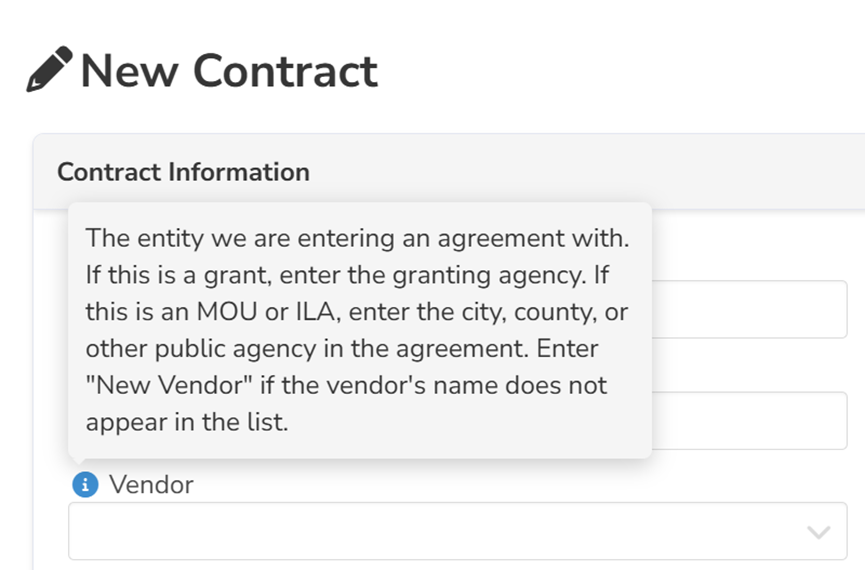 New Contract
Contract Information
The entity we are entering an agreement with.
If this is a grant, enter the granting agency. If
this is an MOU or ILA, enter the city, county, or
other public agency in the agreement. Enter
"New Vendor" if the vendor's name does not
appear in the list.
Vendor